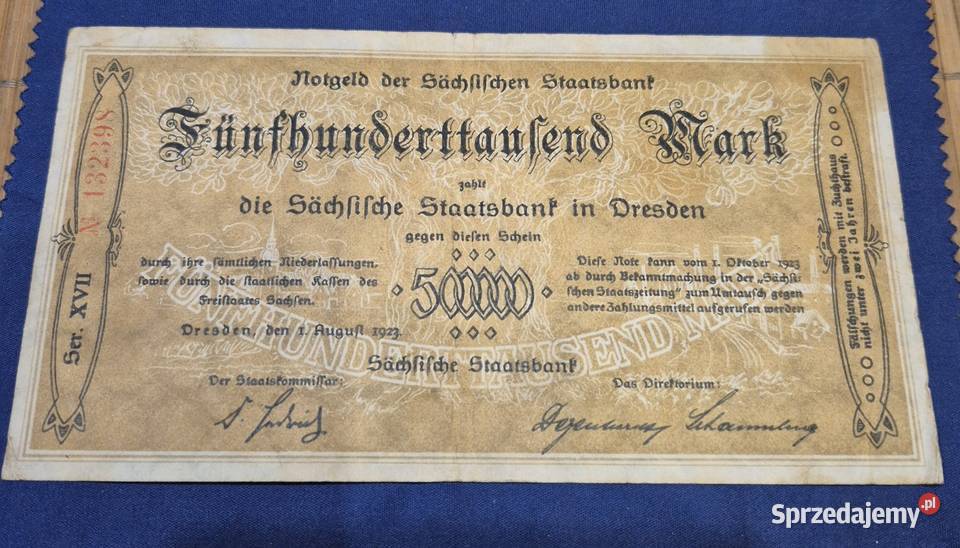 Notgeld der Sächsischen Staatsbank
Fünfhunderttausend Mark
zahlt
die Sächsische Staatsbank in Dresden
gegen diesen Schein
durch ihre sämtlichen Niederlassungen,
sowie durch die staatlichen Kassen des
Freistaates Sachsen.
500000
Diese Note kann vom 1. Oktober 1923
ab durch Bekanntmachung in der „Sächsi-
schen Staatszeitung" zum Umtausch gegen
andere Zahlungsmittel aufgerufen werden
Dresden, den 1. August 1923.
FÜNFHUNDERTTAUSEND MARK
Sächsische Staatsbank
Der Staatskommissar:
Das Direktorium:
Degenhardt
№ 132398
Ser. XVII
Fälschungen werden mit Zuchthaus
nicht unter zwei Jahren bestraft.
Sprzedajemy.pl